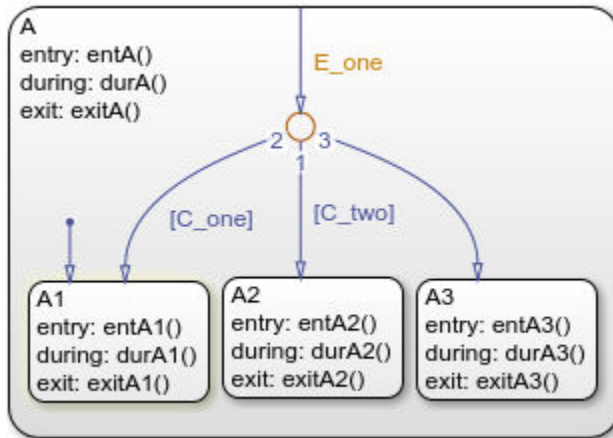 A
entry: entA()
during: durA()
exit: exitA()
E_one
2
3
1
[C_one]
[C_two]
A1
entry: entA1()
during: durA1()
exit: exitA1()
A2
entry: entA2()
during: durA2()
exit: exitA2()
A3
entry: entA3()
during: durA3()
exit: exitA3()